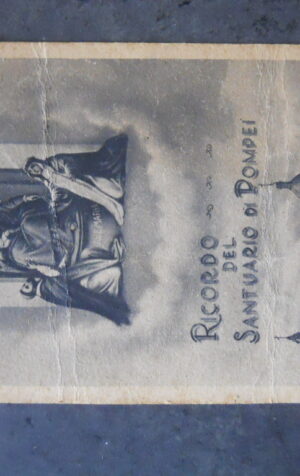 RICORDO
DEL
SANTUARIO DI POMPEI